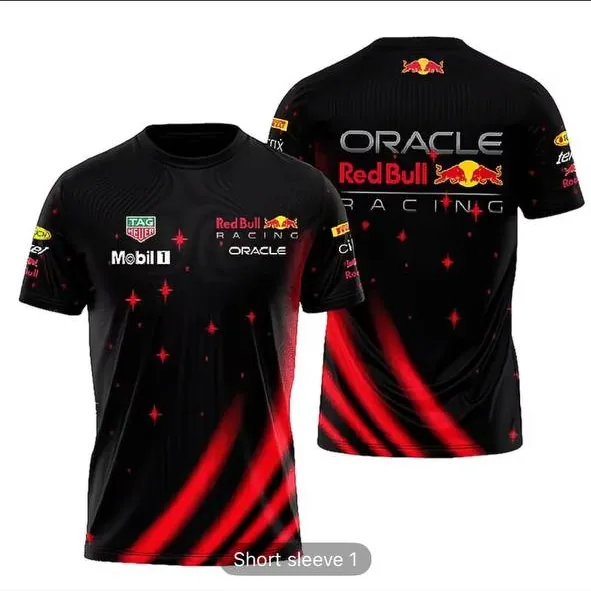 TAG
HEUER
Mobil 1
Red Bull
RACING
ORACLE
ORACLE
Red Bull
RACING
Short sleeve 1